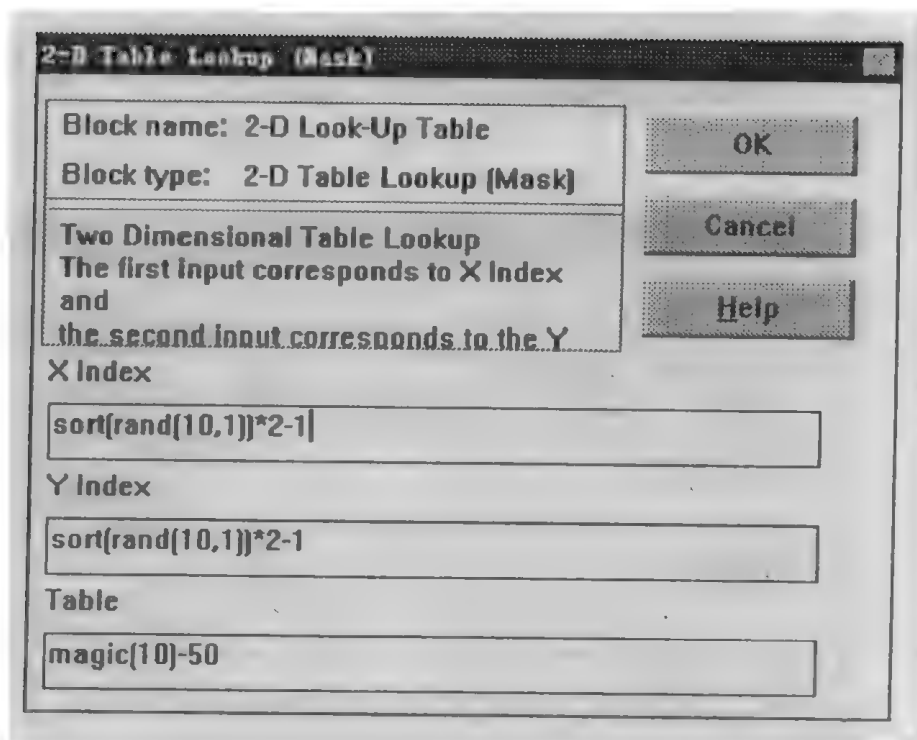 2-D Table Lookup (Mask)
Block name: 2-D Look-Up Table
Block type: 2-D Table Lookup (Mask)
OK
Cancel
Help
Two Dimensional Table Lookup
The first input corresponds to X Index
and
the second input corresponds to the Y
X Index
sort(rand(10,1))*2-1
Y Index
sort(rand(10,1))*2-1
Table
magic(10)-50